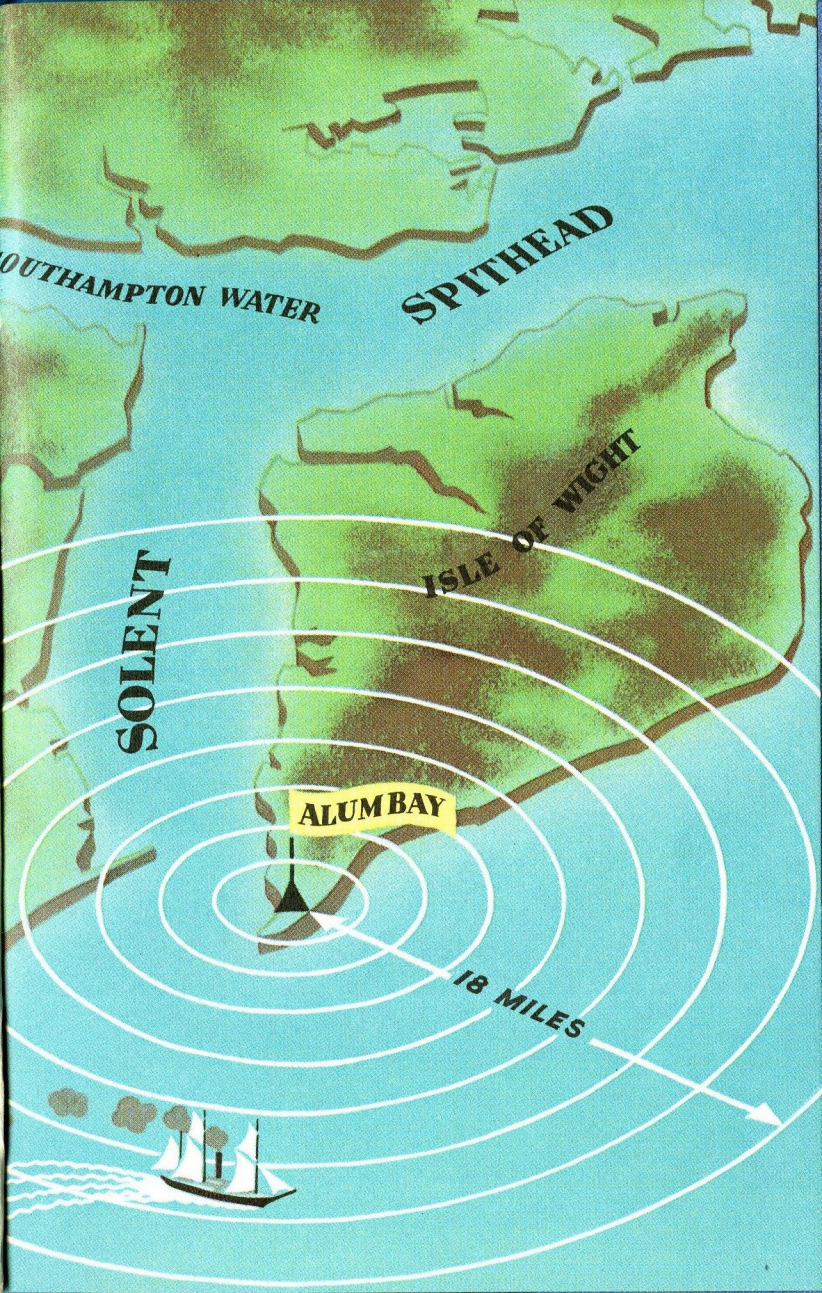 OUTHAMPTON WATER
SPITHEAD
ISLE OF WIGHT
SOLENT
ALUM BAY
18 MILES